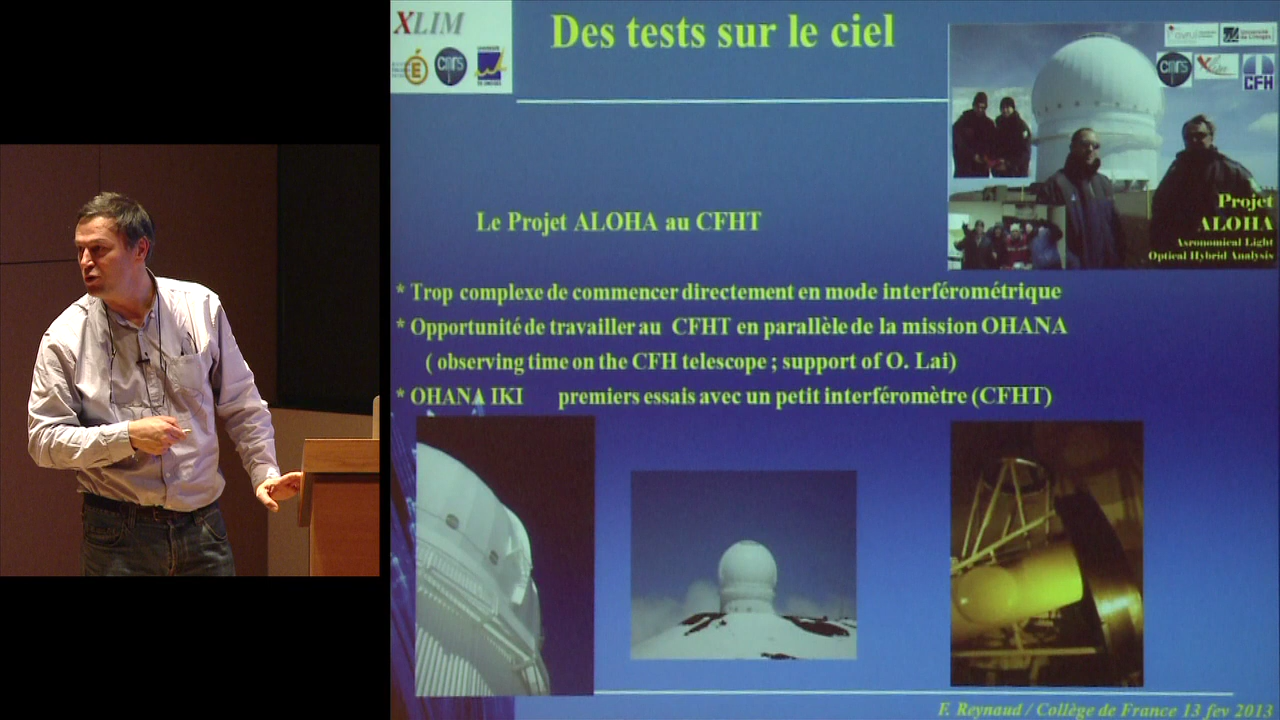 XLIM
Des tests sur le ciel
cnrs
cnrs
CFH
Le Projet ALOHA au CFHT
Projet
ALOHA
Asronomical Light
Optical Hybrid Analysis
* Trop complexe de commencer directement en mode interférométrique
* Opportunité de travailler au CFHT en parallèle de la mission OHANA
( observing time on the CFH telescope ; support of O. Lai)
* OHANA IKI premiers essais avec un petit interféromètre (CFHT)
F. Reynaud / Collège de France 13 fev 2013